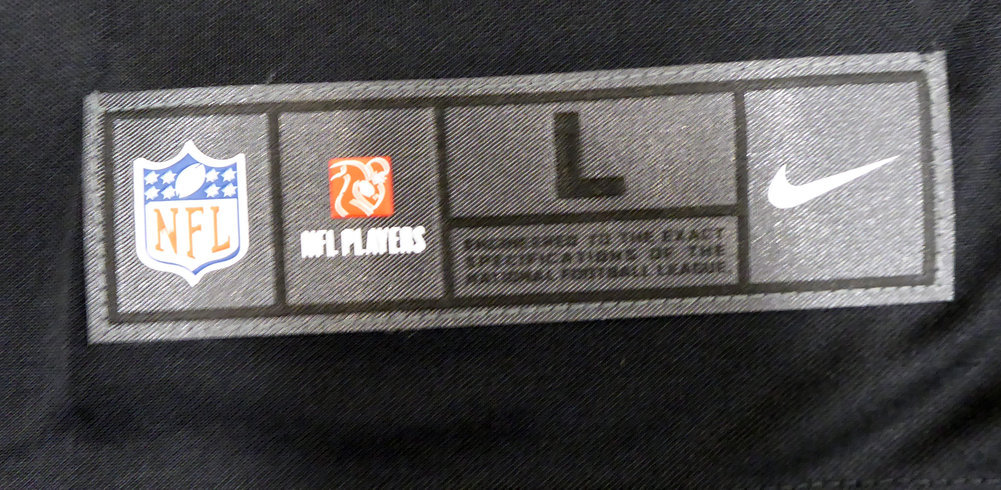 NFL
NFL PLAYERS
L
ENGINEERED TO THE EXACT
SPECIFICATIONS OF THE
NATIONAL FOOTBALL LEAGUE